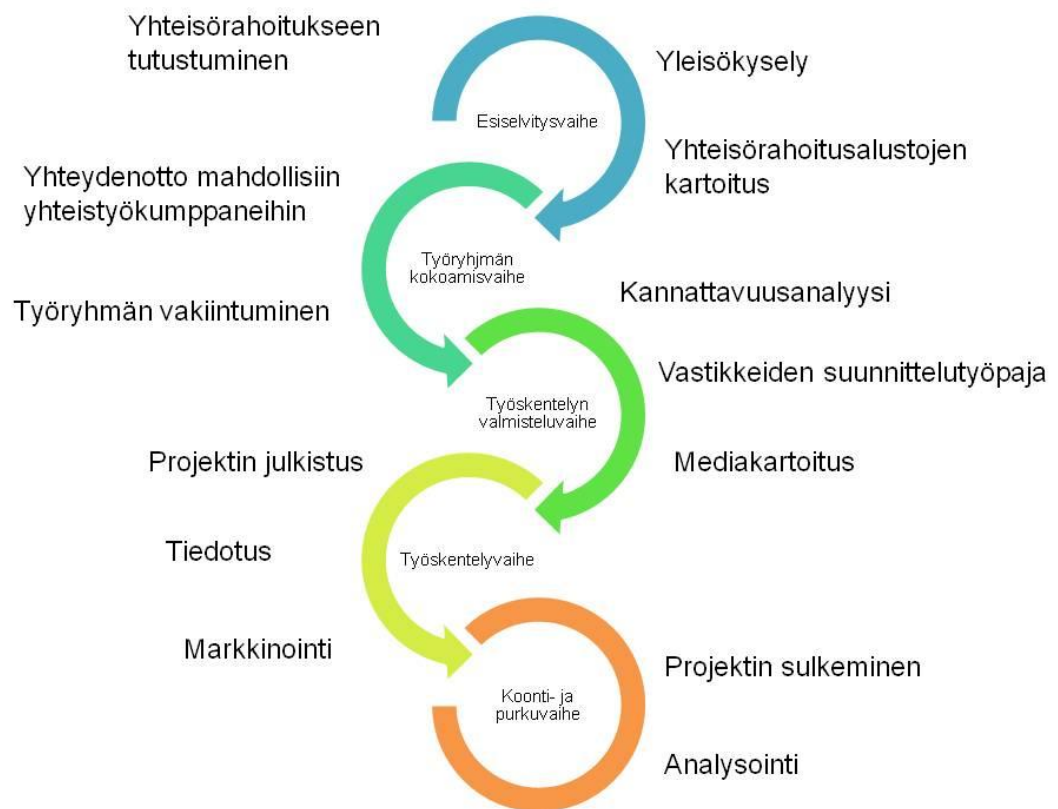 Yhteisörahoitukseen
tutustuminen
Yleisökysely
Esiselvitysvaihe
Yhteisörahoitusalustojen
kartoitus
Yhteydenotto mahdollisiin
yhteistyökumppaneihin
Työryhjmän
kokoamisvaihe
Työryhmän vakiintuminen
Kannattavuusanalyysi
Vastikkeiden suunnittelutyöpaja
Työskentelyn
valmisteluvaihe
Mediakartoitus
Projektin julkistus
Tiedotus
Työskentelyvaihe
Markkinointi
Projektin sulkeminen
Koonti- ja
purkuvaihe
Analysointi